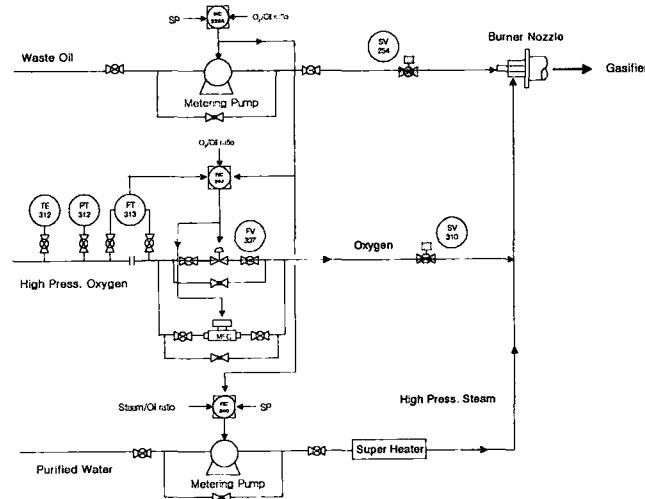 SP
O₂/Oil ratio
SV
254
Burner Nozzle
Waste Oil
Gasifier
Metering Pump
O₂/Oil ratio
TE
312
PT
312
FT
313
FV
337
SV
310
Oxygen
High Press. Oxygen
MFC
High Press. Steam
Steam/Oil ratio
SP
Super Heater
Purified Water
Metering Pump